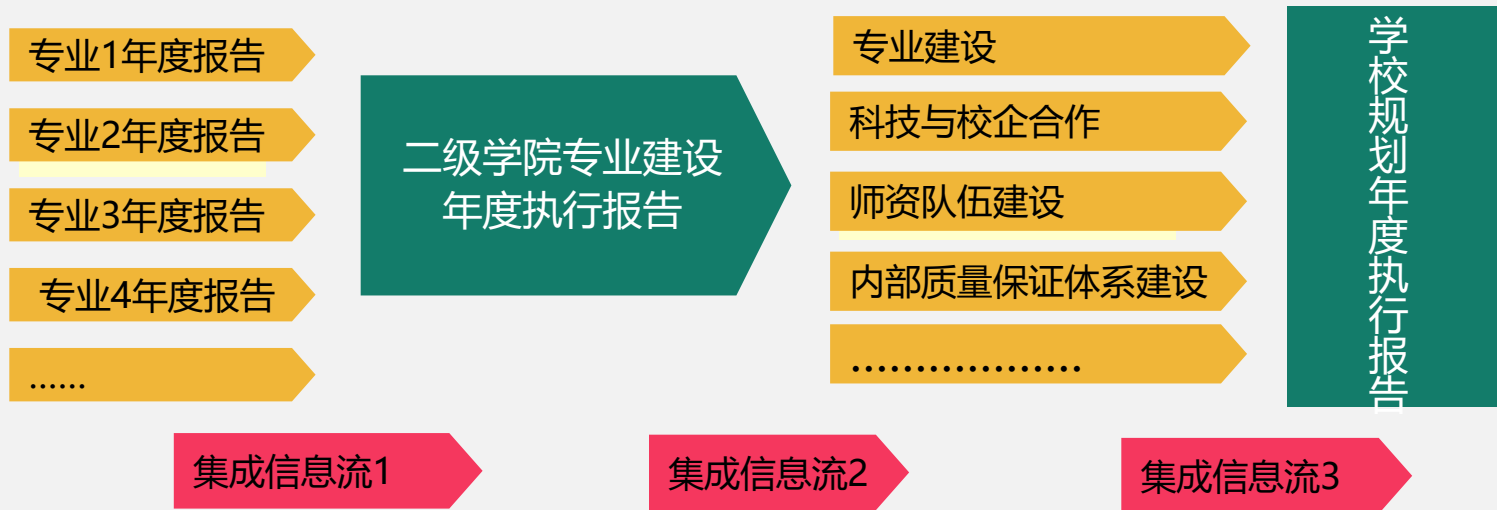 专业1年度报告
专业2年度报告
专业3年度报告
专业4年度报告
......
二级学院专业建设
年度执行报告
专业建设
科技与校企合作
师资队伍建设
内部质量保证体系建设
..................
学校规划年度执行报告
集成信息流1
集成信息流2
集成信息流3